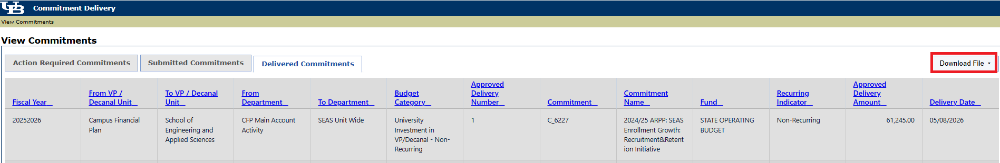 UB Commitment Delivery
View Commitments
View Commitments
Action Required Commitments Submitted Commitments Delivered Commitments Download File
Fiscal Year
From VP /
Decanal Unit
To VP / Decanal
Unit
From
Department
To Department
Budget
Category
Approved
Delivery
Number
Commitment
Commitment
Name
Fund
Recurring
Indicator
Approved
Delivery
Amount
Delivery Date
20252026
Campus Financial
Plan
School of
Engineering and
Applied Sciences
CFP Main Account
Activity
SEAS Unit Wide
University
Investment in
VP/Decanal - Non-
Recurring
1
C_6227
2024/25 ARPP: SEAS
Enrollment Growth:
Recruitment&Retent
ion Initiative
STATE OPERATING
BUDGET
Non-Recurring
61,245.00
05/08/2026